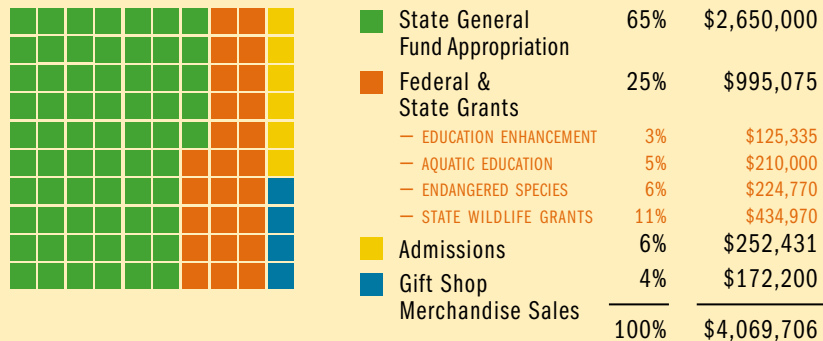 State General 65% $2,650,000
Fund Appropriation
Federal & 25% $995,075
State Grants
— EDUCATION ENHANCEMENT 3% $125,335
— AQUATIC EDUCATION 5% $210,000
— ENDANGERED SPECIES 6% $224,770
— STATE WILDLIFE GRANTS 11% $434,970
Admissions 6% $252,431
Gift Shop 4% $172,200
Merchandise Sales
100% $4,069,706